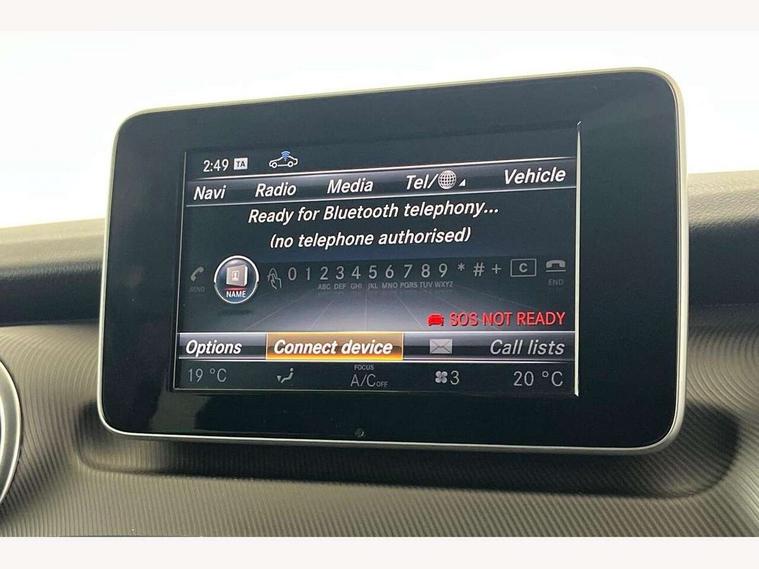 2:49 TA
Navi Radio Media Tel/ Vehicle
Ready for Bluetooth telephony...
(no telephone authorised)
SEND NAME 0 1 2 3 4 5 6 7 8 9 * # + C END
ABC DEF GHI JKL MNO PQRS TUV WXYZ
SOS NOT READY
Options Connect device Call lists
19 °C FOCUS A/C OFF 3 20 °C